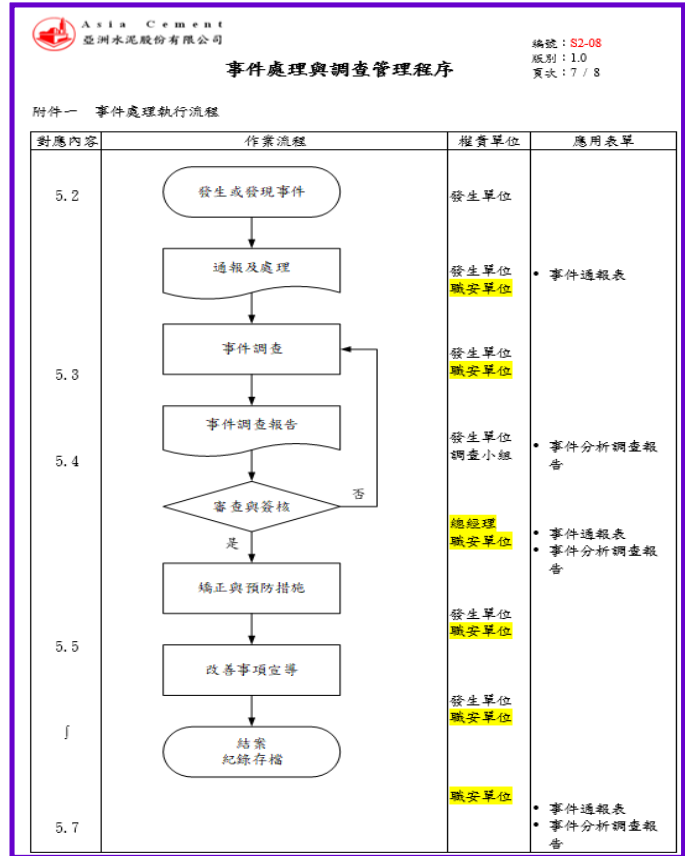 Asia Cement
亞洲水泥股份有限公司
編號：S2-08
版別：1.0
頁次：7 / 8
事件處理與調查管理程序
附件一 事件處理執行流程
對應內容 作業流程 權責單位 應用表單
5.2 發生或發現事件 發生單位
通報及處理 發生單位
職安單位
• 事件通報表
事件調查 發生單位
5.3 職安單位
事件調查報告 發生單位
調查小組
• 事件分析調查報
告
5.4
審查與簽核 否
是
總經理
職安單位
• 事件通報表
• 事件分析調查報
告
矯正與預防措施 發生單位
職安單位
5.5
改善事項宣導 發生單位
職安單位
∫
結案
紀錄存檔
職安單位
• 事件通報表
5.7 • 事件分析調查報
告